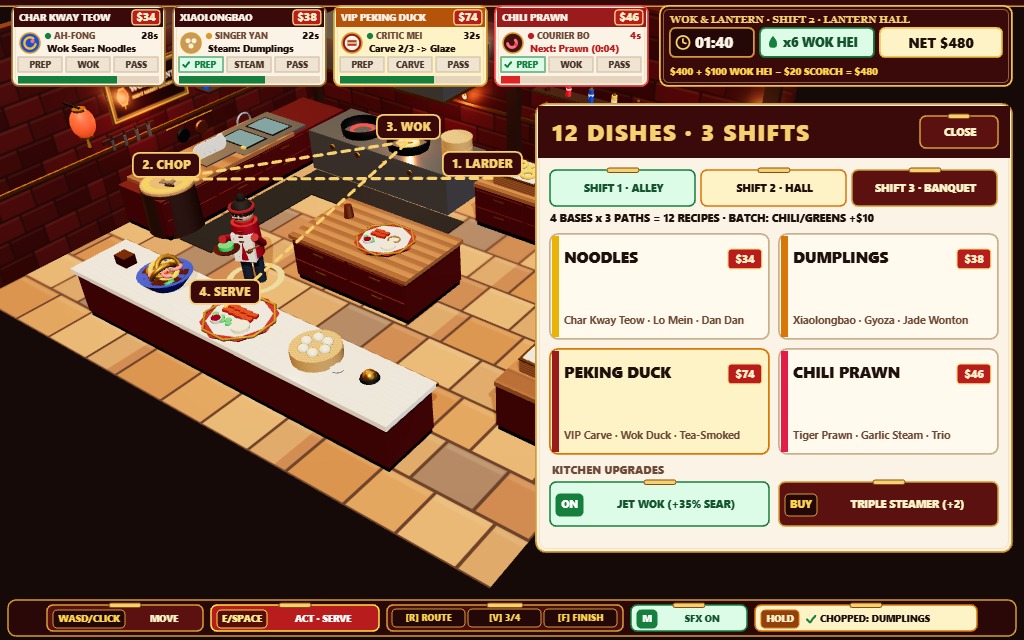 CHAR KWAY TEOW $34
AH-FONG 28s
Wok Sear: Noodles
PREP WOK PASS
XIAOLONGBAO $38
SINGER YAN 22s
Steam: Dumplings
✓ PREP STEAM PASS
VIP PEKING DUCK $74
CRITIC MEI 32s
Carve 2/3 -> Glaze
PREP CARVE PASS
CHILI PRAWN $46
COURIER BO 4s
Next: Prawn (0:04)
✓ PREP WOK PASS
WOK & LANTERN · SHIFT 2 · LANTERN HALL
01:40 x6 WOK HEI NET $480
$400 + $100 WOK HEI – $20 SCORCH = $480
3. WOK
2. CHOP
1. LARDER
4. SERVE
12 DISHES · 3 SHIFTS CLOSE
SHIFT 1 · ALLEY SHIFT 2 · HALL SHIFT 3 · BANQUET
4 BASES x 3 PATHS = 12 RECIPES · BATCH: CHILI/GREENS +$10
NOODLES $34
Char Kway Teow · Lo Mein · Dan Dan
DUMPLINGS $38
Xiaolongbao · Gyoza · Jade Wonton
PEKING DUCK $74
VIP Carve · Wok Duck · Tea-Smoked
CHILI PRAWN $46
Tiger Prawn · Garlic Steam · Trio
KITCHEN UPGRADES
ON JET WOK (+35% SEAR)
BUY TRIPLE STEAMER (+2)
WASD/CLICK MOVE E/SPACE ACT · SERVE [R] ROUTE [V] 3/4 [F] FINISH M SFX ON HOLD ✓ CHOPPED: DUMPLINGS